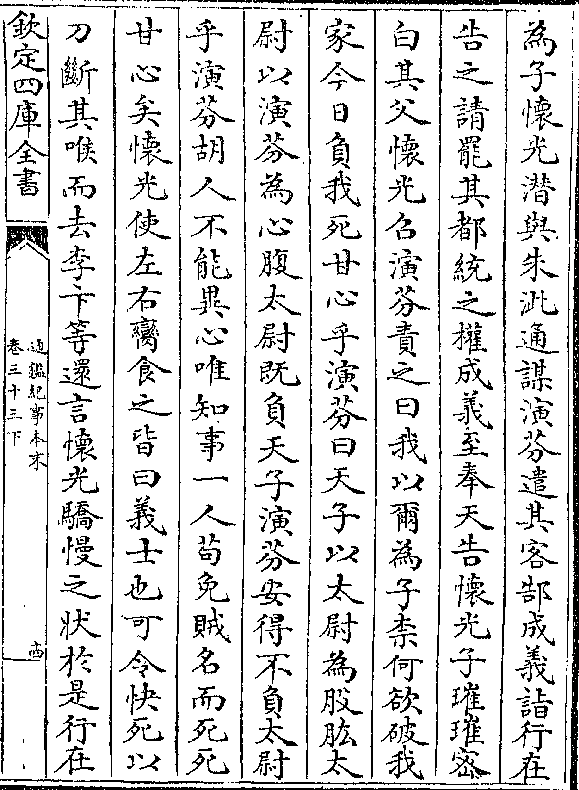 為子懷光潜與朱泚通謀演芬遣其客郜成義詣行在
告之請罷其都統之權成義至奉天告懷光子璀璀宻
白其父懷光召演芬責之曰我以爾為子柰何欲破我
家今日負我死甘心乎演芬曰天子以太尉為股肱太
尉以演芬為心腹太尉既負天子演芬安得不負太尉
乎演芬胡人不能異心唯知事一人苟免賊名而死死
甘心矣懷光使左右臠食之皆曰義士也可令快死以
刀斷其喉而去李卞等還言懷光驕慢之狀於是行在
欽定四庫全書
通鑑紀事本末
卷三十三下